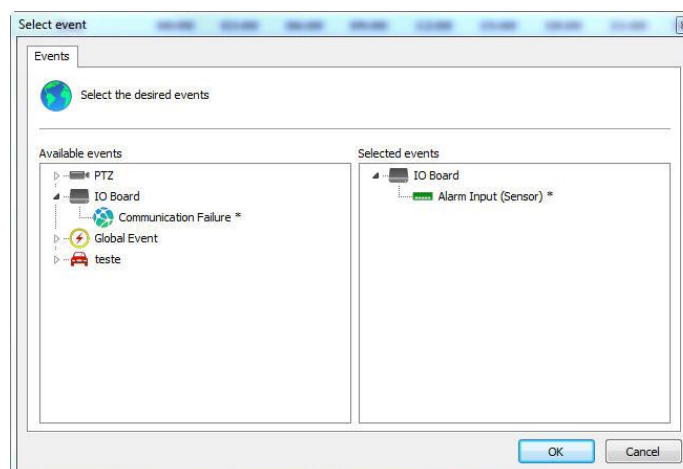 Select event
Events
Select the desired events
Available events
PTZ
IO Board
Communication Failure *
Global Event
teste
Selected events
IO Board
Alarm Input (Sensor) *
OK
Cancel